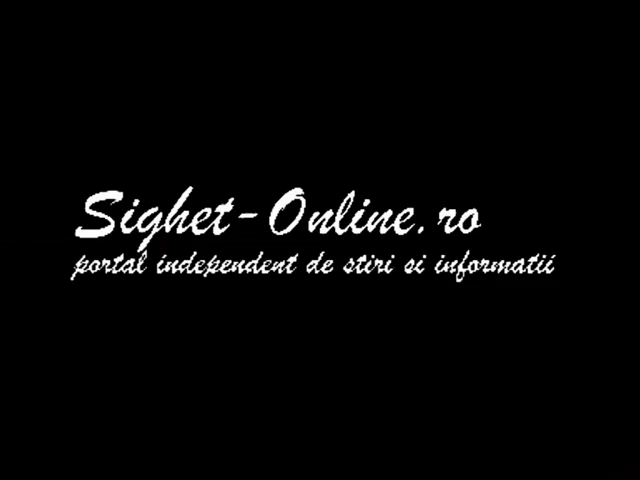 Sighet-Online.ro
portal independent de stiri si informatii